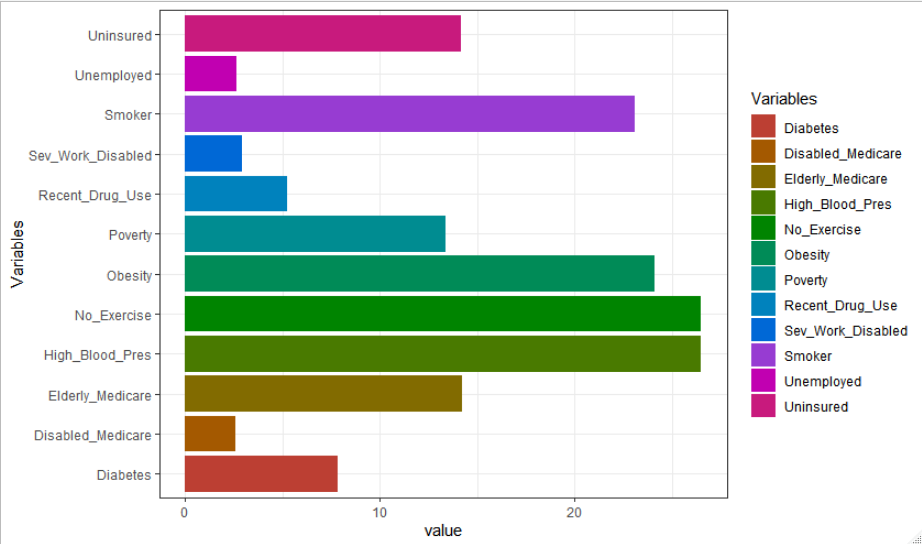 Uninsured
Unemployed
Smoker
Sev_Work_Disabled
Recent_Drug_Use
Poverty
Obesity
No_Exercise
High_Blood_Pres
Elderly_Medicare
Disabled_Medicare
Diabetes
Variables
0 10 20
value
Variables
Diabetes
Disabled_Medicare
Elderly_Medicare
High_Blood_Pres
No_Exercise
Obesity
Poverty
Recent_Drug_Use
Sev_Work_Disabled
Smoker
Unemployed
Uninsured